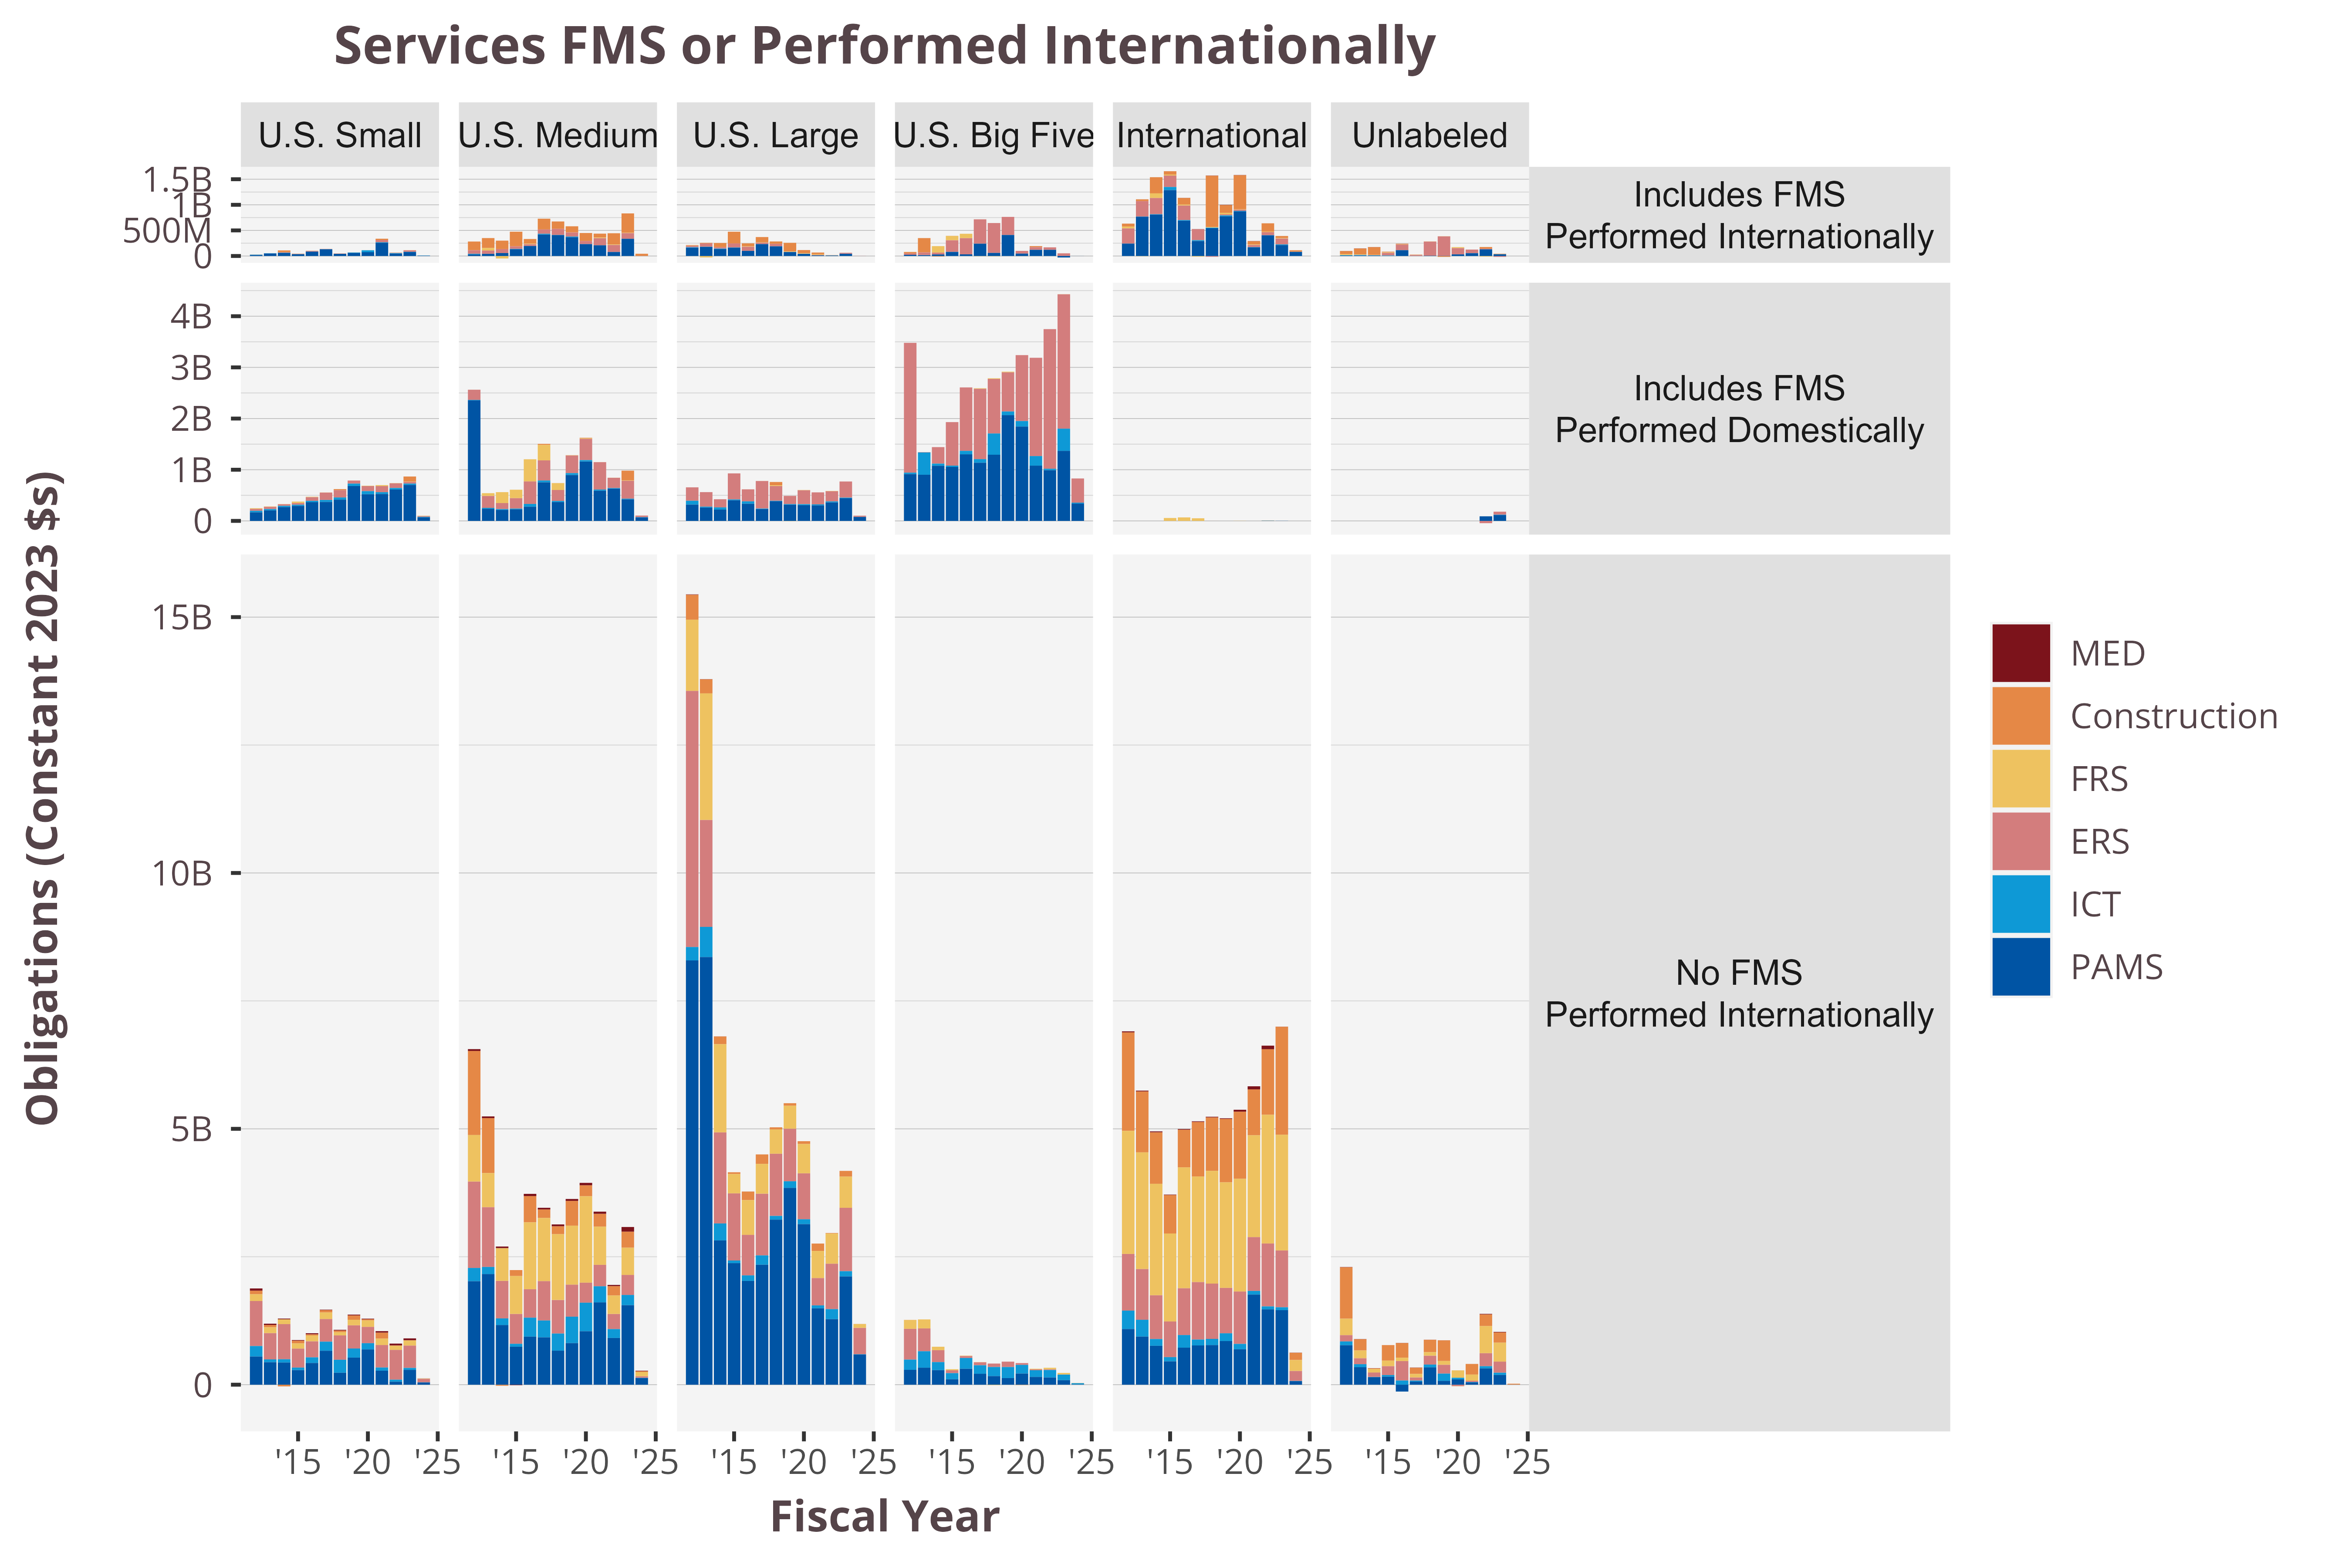 Services FMS or Performed Internationally
U.S. Small
U.S. Medium
U.S. Large
U.S. Big Five
International
Unlabeled
1.5B
1B
500M
0
Includes FMS
Performed Internationally
4B
3B
2B
1B
0
Includes FMS
Performed Domestically
15B
10B
5B
0
No FMS
Performed Internationally
Obligations (Constant 2023 $s)
'15 '20 '25
'15 '20 '25
'15 '20 '25
'15 '20 '25
'15 '20 '25
'15 '20 '25
Fiscal Year
MED
Construction
FRS
ERS
ICT
PAMS